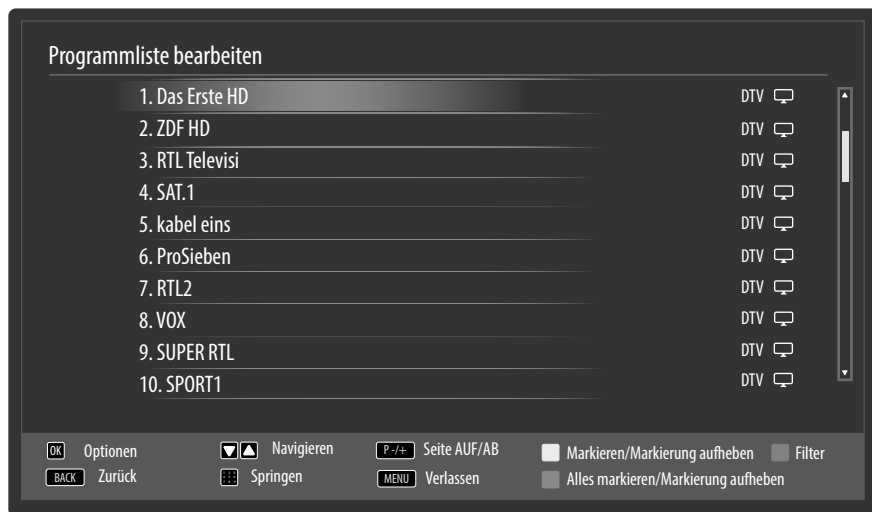 Programmliste bearbeiten
1. Das Erste HD DTV
2. ZDF HD DTV
3. RTL Televisi DTV
4. SAT.1 DTV
5. kabel eins DTV
6. ProSieben DTV
7. RTL2 DTV
8. VOX DTV
9. SUPER RTL DTV
10. SPORT1 DTV
OK Optionen Navigieren P -/+ Seite AUF/AB Markieren/Markierung aufheben Filter
BACK Zurück Springen MENU Verlassen Alles markieren/Markierung aufheben